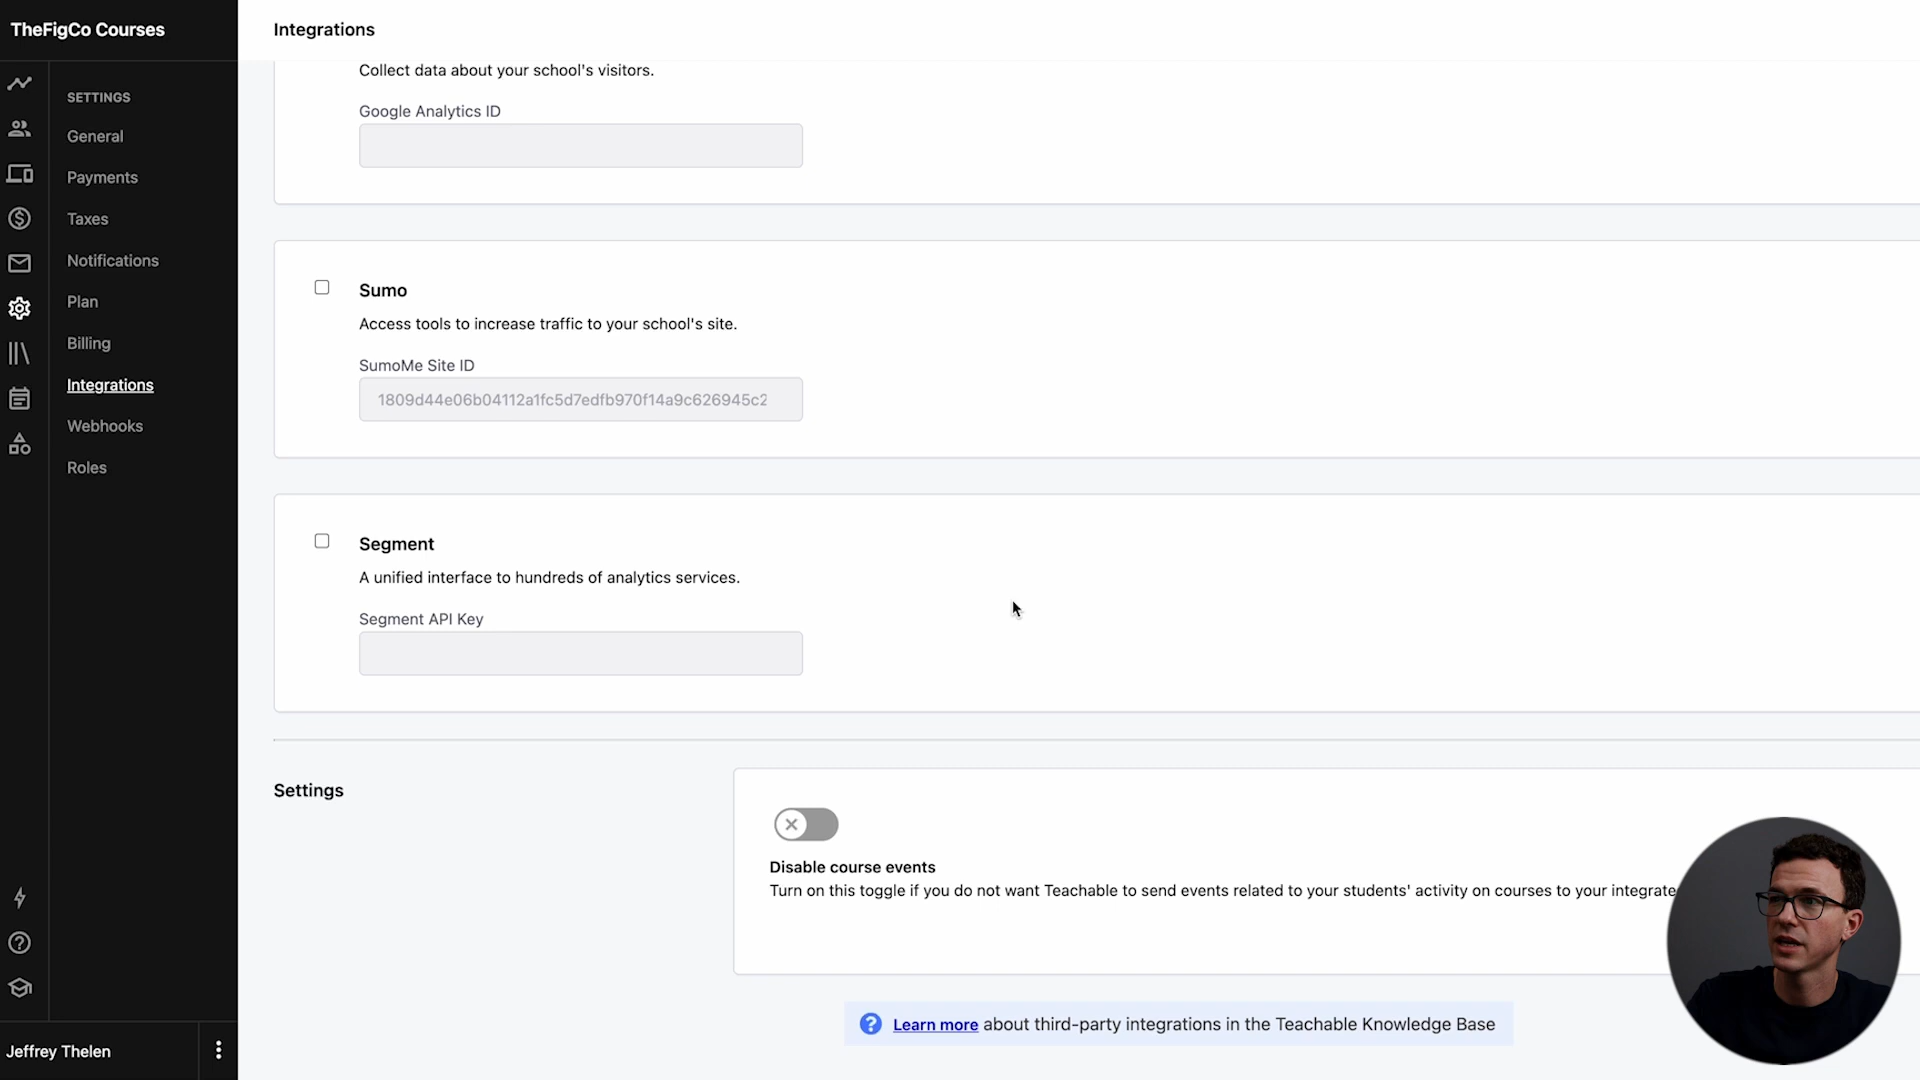 TheFigCo Courses
Integrations
SETTINGS
General
Payments
Taxes
Notifications
Plan
Billing
Integrations
Webhooks
Roles
Jeffrey Thelen
Collect data about your school's visitors.
Google Analytics ID
Sumo
Access tools to increase traffic to your school's site.
SumoMe Site ID
1809d44e06b04112a1fc5d7edfb970f14a9c626945c2
Segment
A unified interface to hundreds of analytics services.
Segment API Key
Settings
Disable course events
Turn on this toggle if you do not want Teachable to send events related to your students' activity on courses to your integrate
Learn more about third-party integrations in the Teachable Knowledge Base